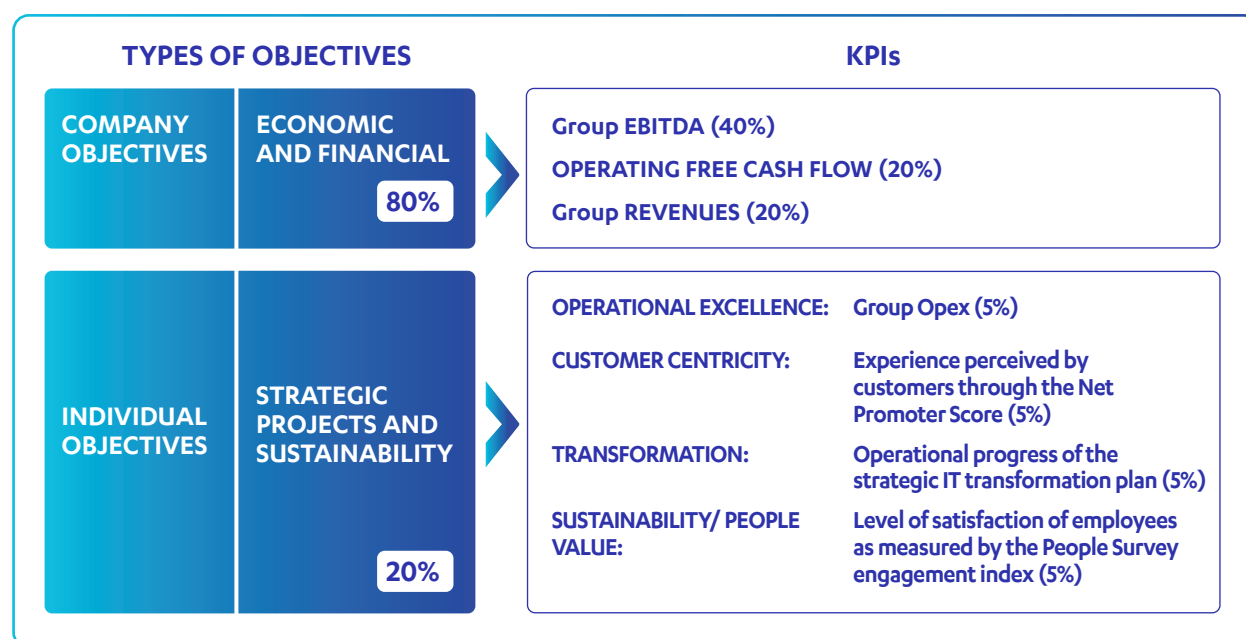 TYPES OF OBJECTIVES
KPIs
COMPANY
OBJECTIVES
ECONOMIC
AND FINANCIAL
80%
Group EBITDA (40%)
OPERATING FREE CASH FLOW (20%)
Group REVENUES (20%)
INDIVIDUAL
OBJECTIVES
STRATEGIC
PROJECTS AND
SUSTAINABILITY
20%
OPERATIONAL EXCELLENCE:
Group Opex (5%)
CUSTOMER CENTRICITY:
Experience perceived by
customers through the Net
Promoter Score (5%)
TRANSFORMATION:
Operational progress of the
strategic IT transformation plan (5%)
SUSTAINABILITY/ PEOPLE
VALUE:
Level of satisfaction of employees
as measured by the People Survey
engagement index (5%)